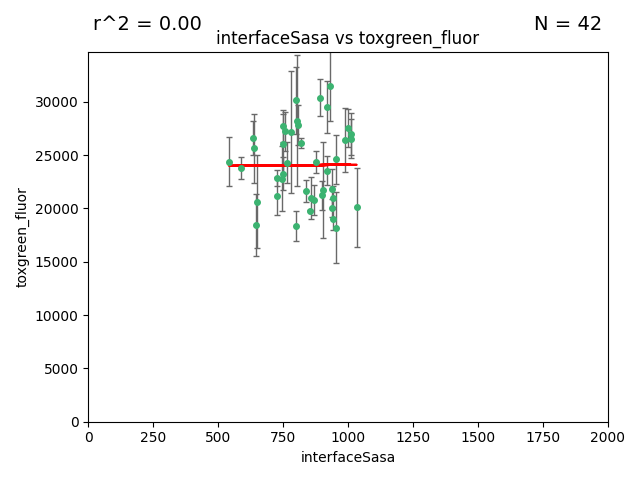 r^2 = 0.00
N = 42
interfaceSasa vs toxgreen_fluor
30000
25000
20000
15000
10000
5000
0
toxgreen_fluor
0 250 500 750 1000 1250 1500 1750 2000
interfaceSasa